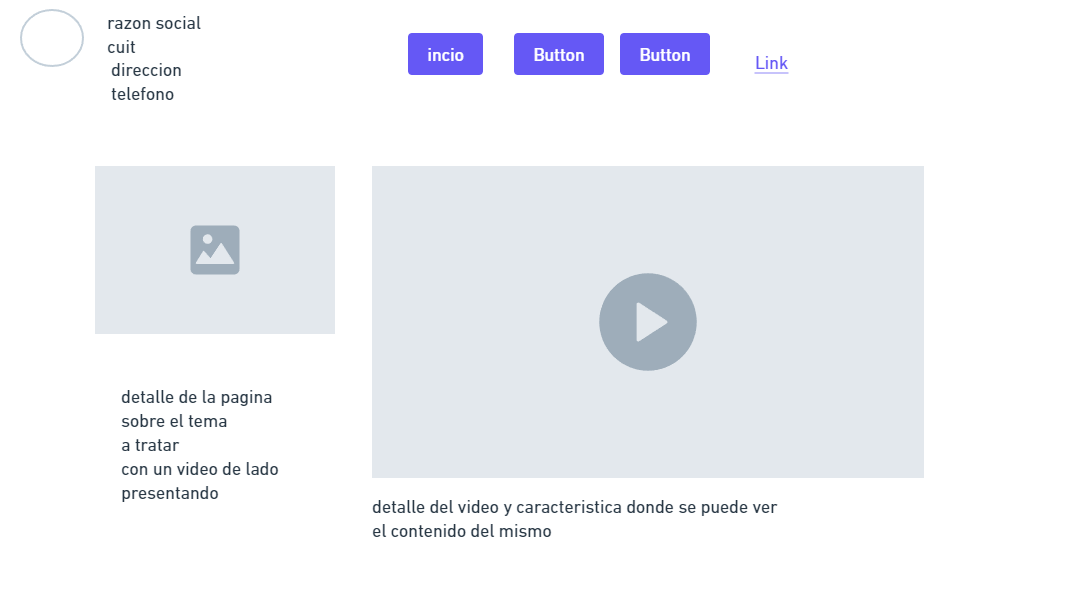 razon social
cuit
direccion
telefono
incio
Button
Button
Link
detalle de la pagina
sobre el tema
a tratar
con un video de lado
presentando
detalle del video y caracteristica donde se puede ver
el contenido del mismo